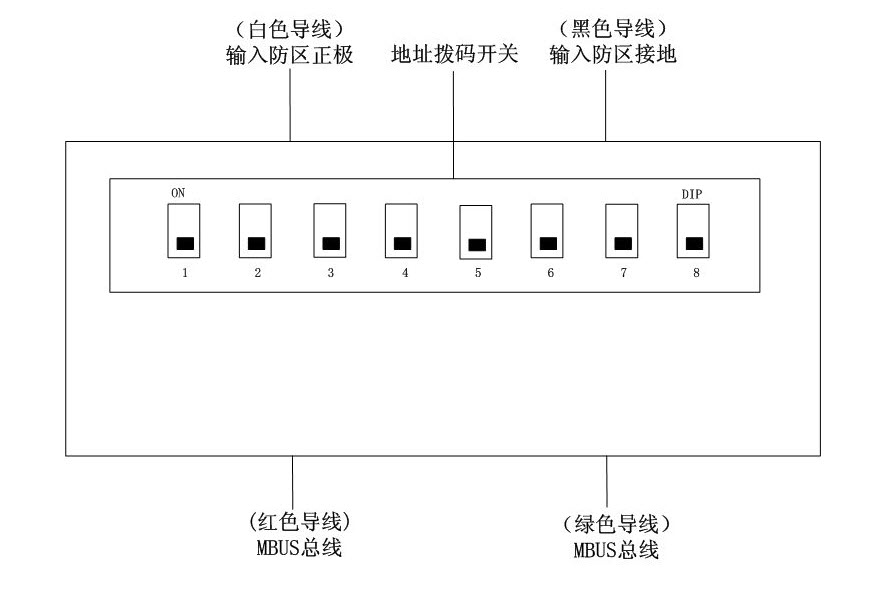 （白色导线）
输入防区正极
地址拨码开关
（黑色导线）
输入防区接地
ON
DIP
1 2 3 4 5 6 7 8
（红色导线）
MBUS总线
（绿色导线）
MBUS总线